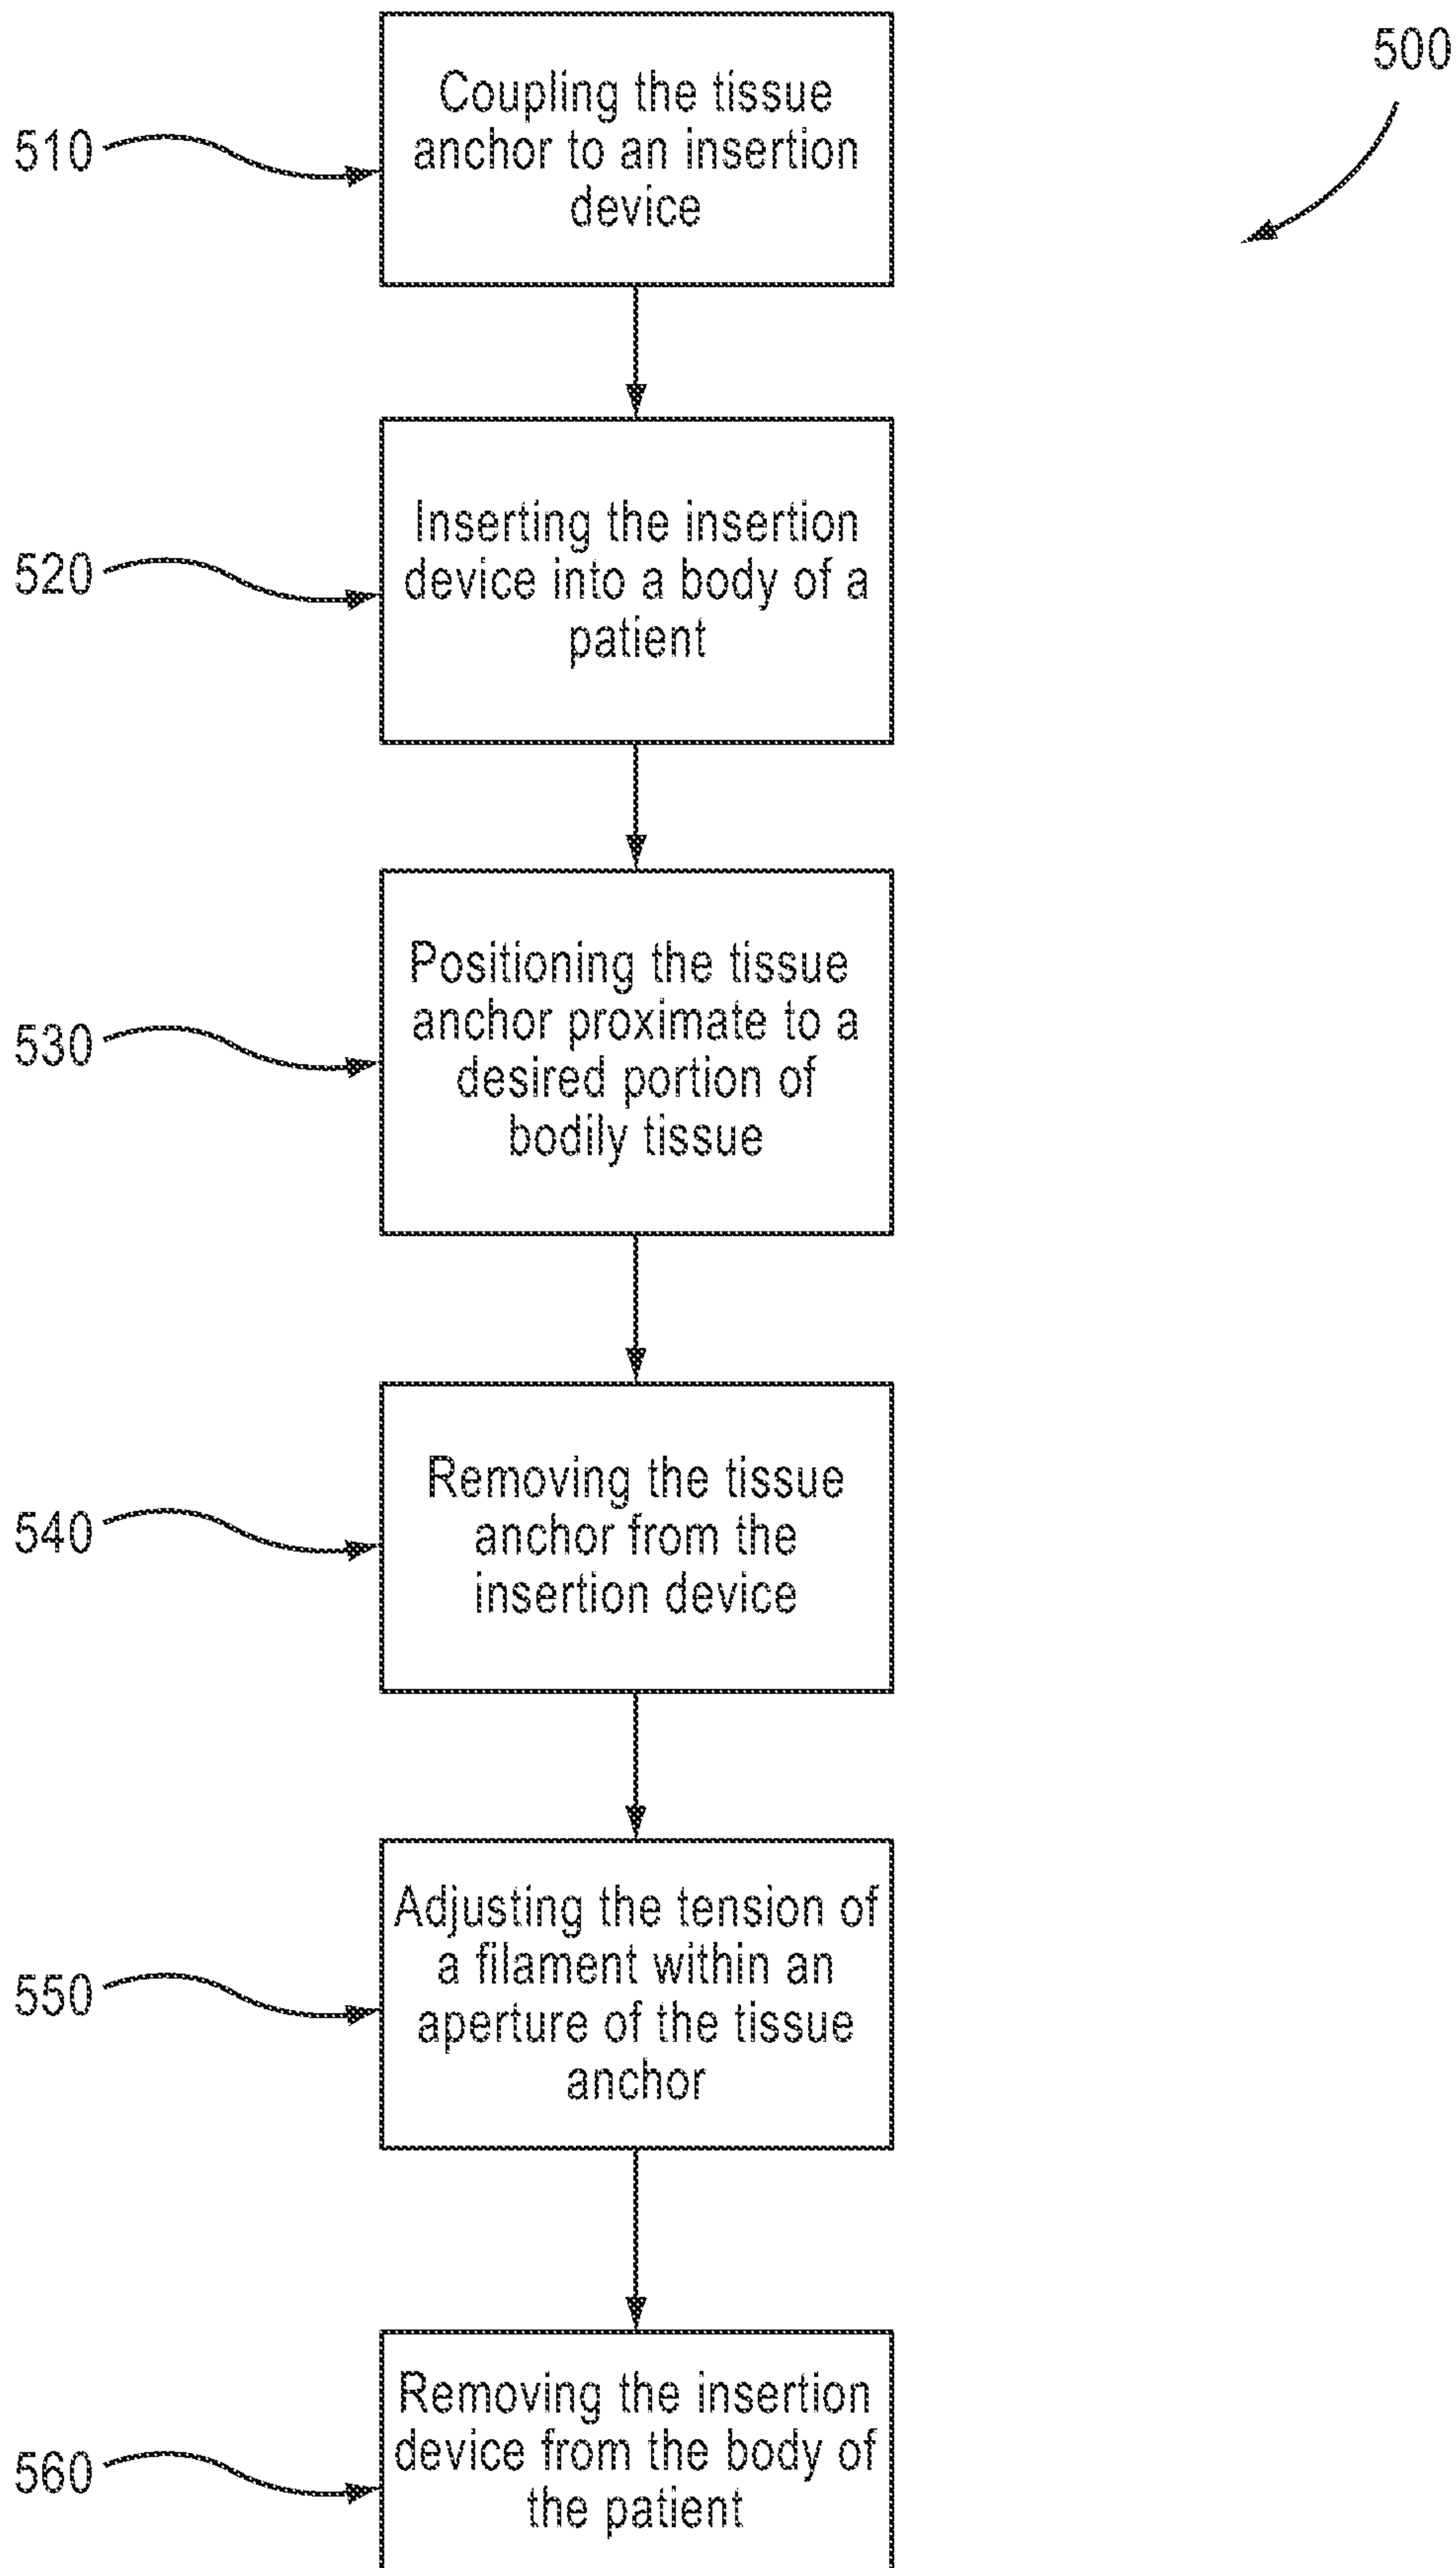 500
510
Coupling the tissue
anchor to an insertion
device
520
Inserting the insertion
device into a body of a
patient
530
Positioning the tissue
anchor proximate to a
desired portion of
bodily tissue
540
Removing the tissue
anchor from the
insertion device
550
Adjusting the tension of
a filament within an
aperture of the tissue
anchor
560
Removing the insertion
device from the body of
the patient